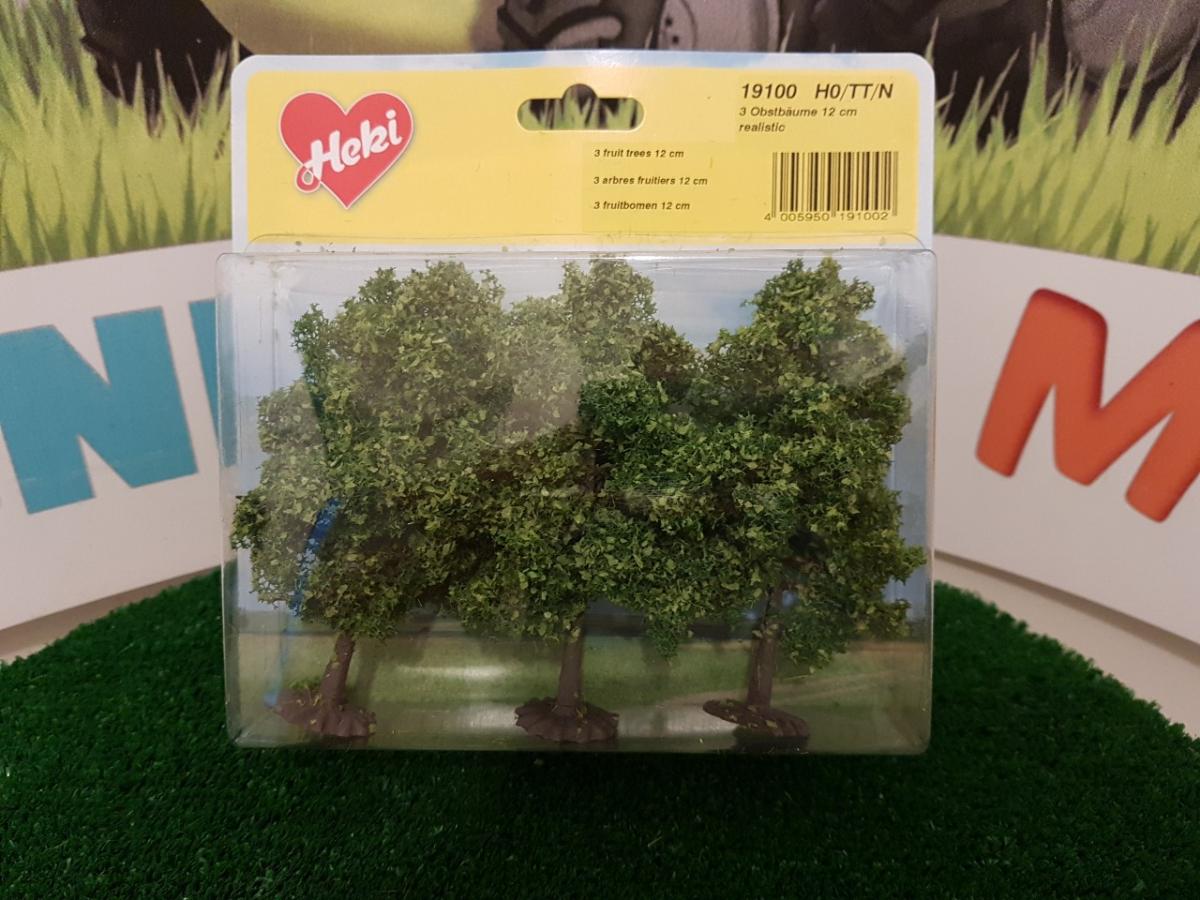 Heki
19100 H0/TT/N
3 Obstbäume 12 cm
realistic
3 fruit trees 12 cm
3 arbres fruitiers 12 cm
3 fruitbomen 12 cm
4 005950 191002
N
M